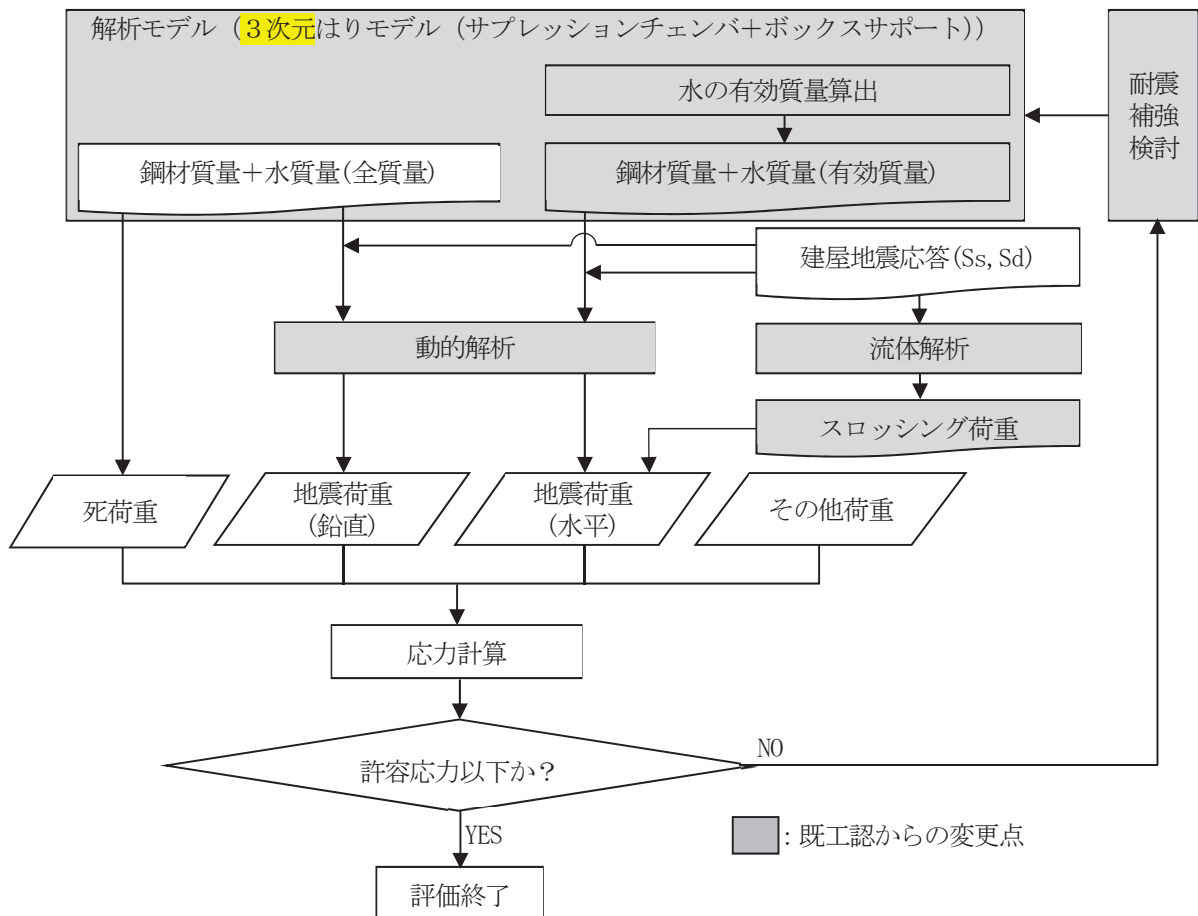 解析モデル（３次元はりモデル（サプレッションチェンバ＋ボックスサポート））
水の有効質量算出
耐震
補強
検討
鋼材質量＋水質量(全質量)
鋼材質量＋水質量(有効質量)
建屋地震応答(Ss, Sd)
動的解析
流体解析
スロッシング荷重
死荷重
地震荷重
(鉛直)
地震荷重
(水平)
その他荷重
応力計算
許容応力以下か？
NO
YES
：既工認からの変更点
評価終了